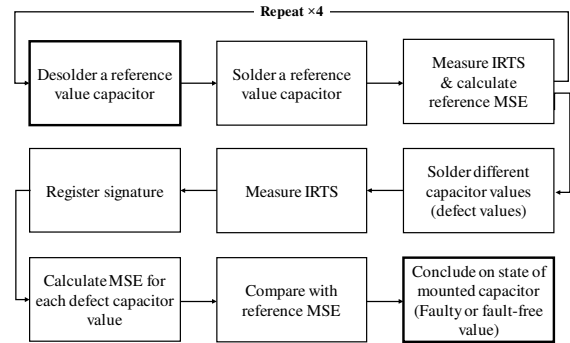 Repeat ×4
Desolder a reference
value capacitor
Solder a reference
value capacitor
Measure IRTS
& calculate
reference MSE
Register signature
Measure IRTS
Solder different
capacitor values
(defect values)
Calculate MSE for
each defect capacitor
value
Compare with
reference MSE
Conclude on state of
mounted capacitor
(Faulty or fault-free
value)